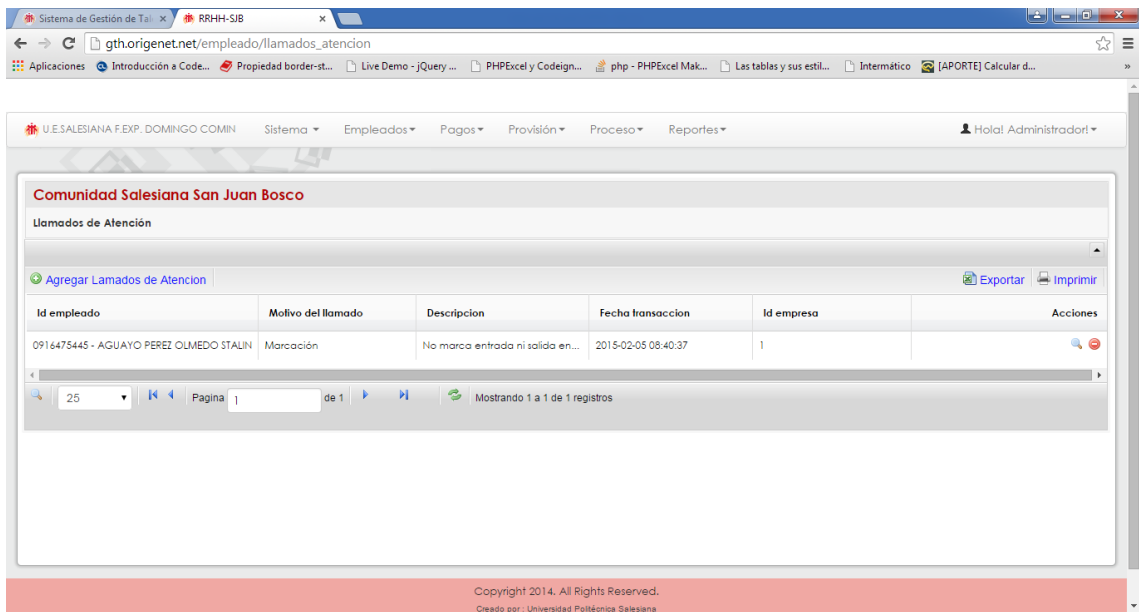 Sistema de Gestión de Tal
RRHH-SJB
gth.origenet.net/empleado/llamados_atencion
Aplicaciones Introducción a Code... Propiedad border-st... Live Demo - jQuery ... PHPExcel y Codeign... php - PHPExcel Mak... Las tablas y sus estil... Intermático [APORTE] Calcular d... »
U.E.SALESIANA F.EXP. DOMINGO COMIN Sistema Empleados Pagos Provisión Proceso Reportes Hola! Administrador!
Comunidad Salesiana San Juan Bosco
Llamados de Atención
Agregar Lamados de Atencion Exportar Imprimir
Id empleado Motivo del llamado Descripcion Fecha transaccion Id empresa Acciones
0916475445 - AGUAYO PEREZ OLMEDO STALIN Marcación No marca entrada ni salida en... 2015-02-05 08:40:37 1
25 Pagina 1 de 1 Mostrando 1 a 1 de 1 registros
Copyright 2014. All Rights Reserved.
Creado por : Universidad Politécnica Salesiana